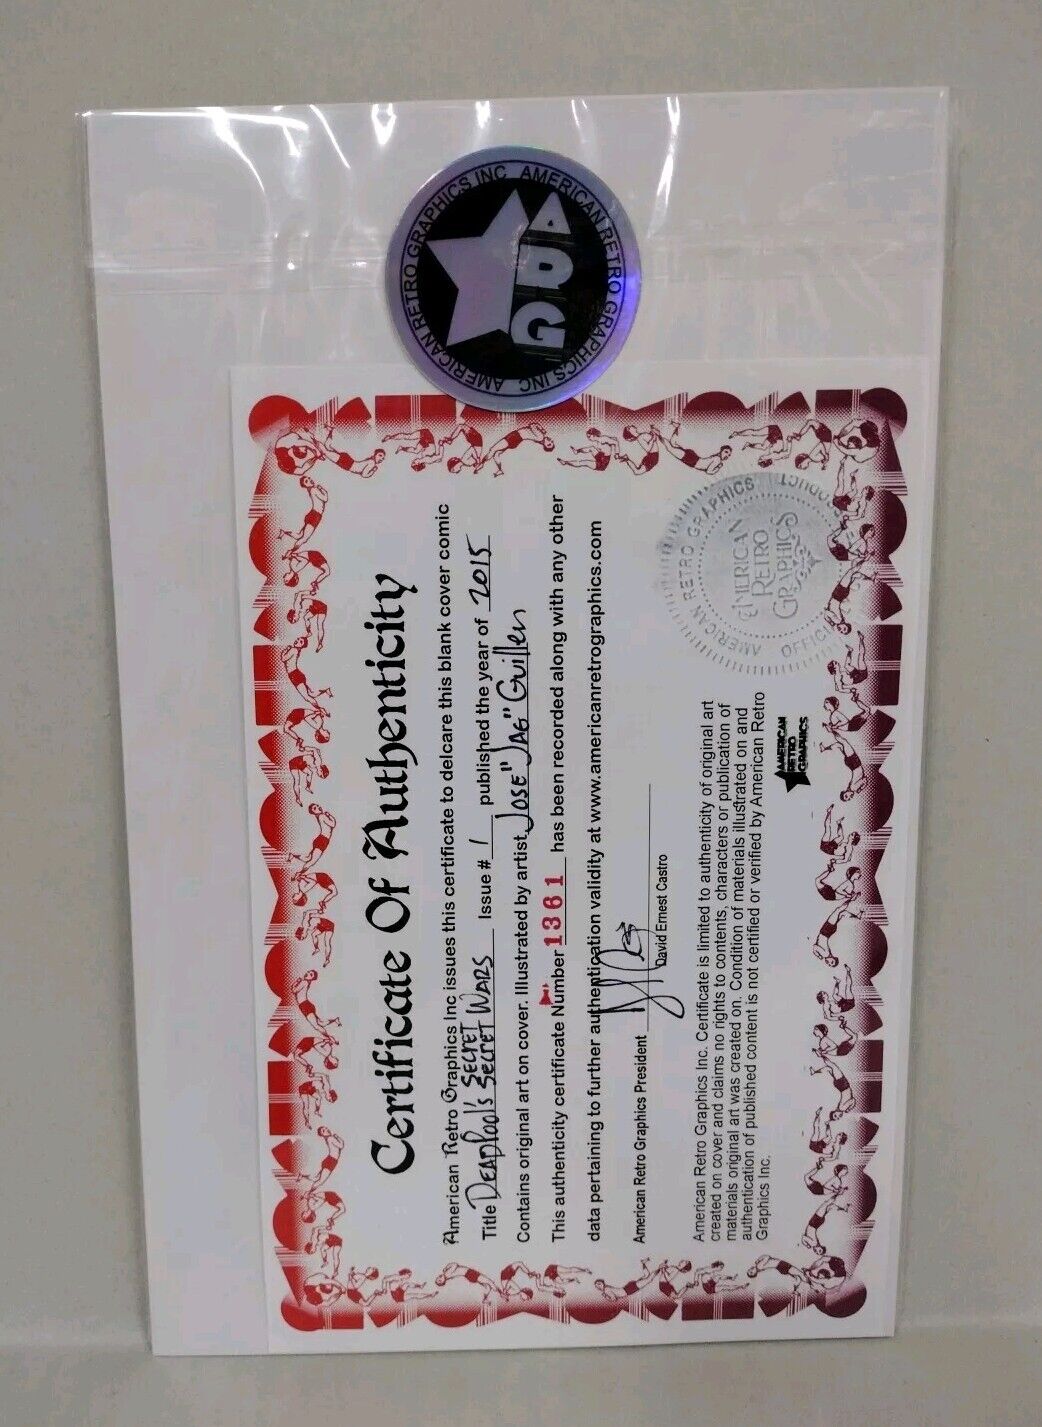 AMERICAN RETRO GRAPHICS INC AMERICAN RETRO GRAPHICS INC
ARG
Certificate Of Authenticity
American Retro Graphics Inc issues this certificate to delcare this blank cover comic
Title DEADPOOL'S SECRET SECRET WARS Issue # 1 published the year of 2015
Contains original art on cover. Illustrated by artist JOSE "JAG" Guillen
This authenticity certificate Number 1361 has been recorded along with any other
data pertaining to further authentication validity at www.americanretrographics.com
American Retro Graphics President
David Ernest Castro
AMERICAN RETRO GRAPHICS
AMERICAN
RETRO
GRAPHICS
OFFICIAL PRODUCT
American Retro Graphics Inc. Certificate is limited to authenticity of original art
created on cover and claims no rights to contents, characters or publication of
materials original art was created on. Condition of materials illustrated on and
authentication of published content is not certified or verified by American Retro
Graphics Inc.
AMERICAN
RETRO
GRAPHICS